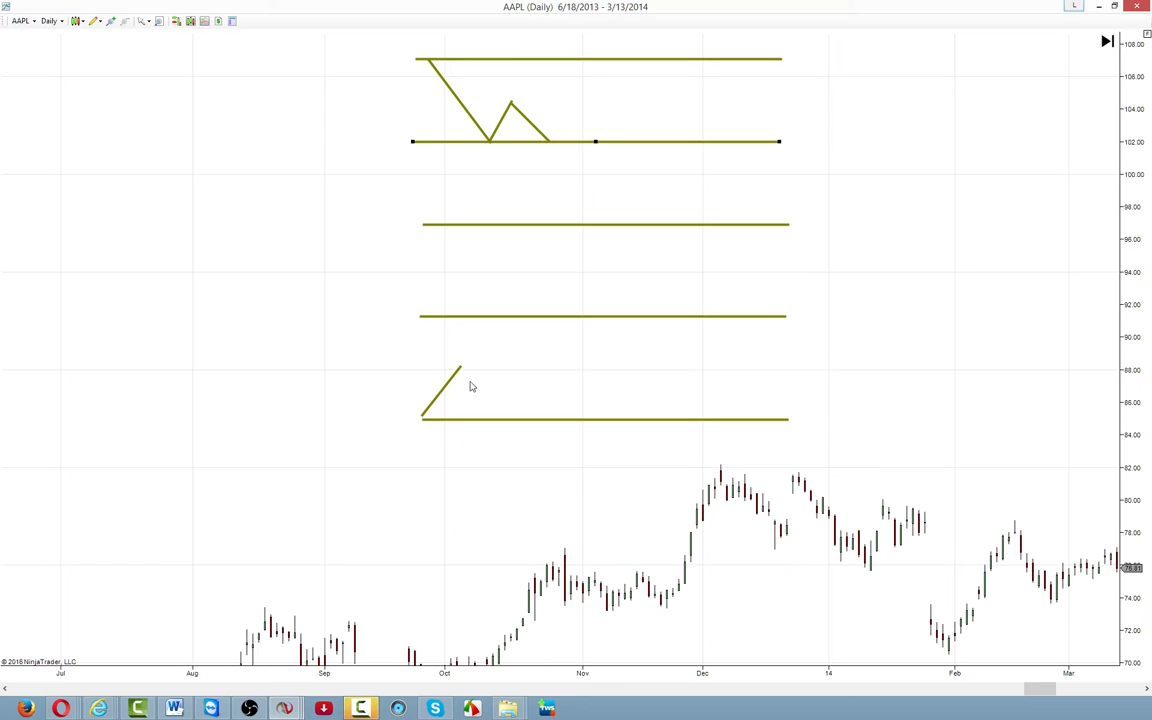 AAPL (Daily) 6/18/2013 - 3/13/2014
L
AAPL Daily
F
108.00
106.00
104.00
102.00
100.00
98.00
96.00
94.00
92.00
90.00
88.00
86.00
84.00
82.00
80.00
78.00
76.81
74.00
72.00
70.00
© 2016 NinjaTrader, LLC
Jul Aug Sep Oct Nov Dec 14 Feb Mar
W
TWS